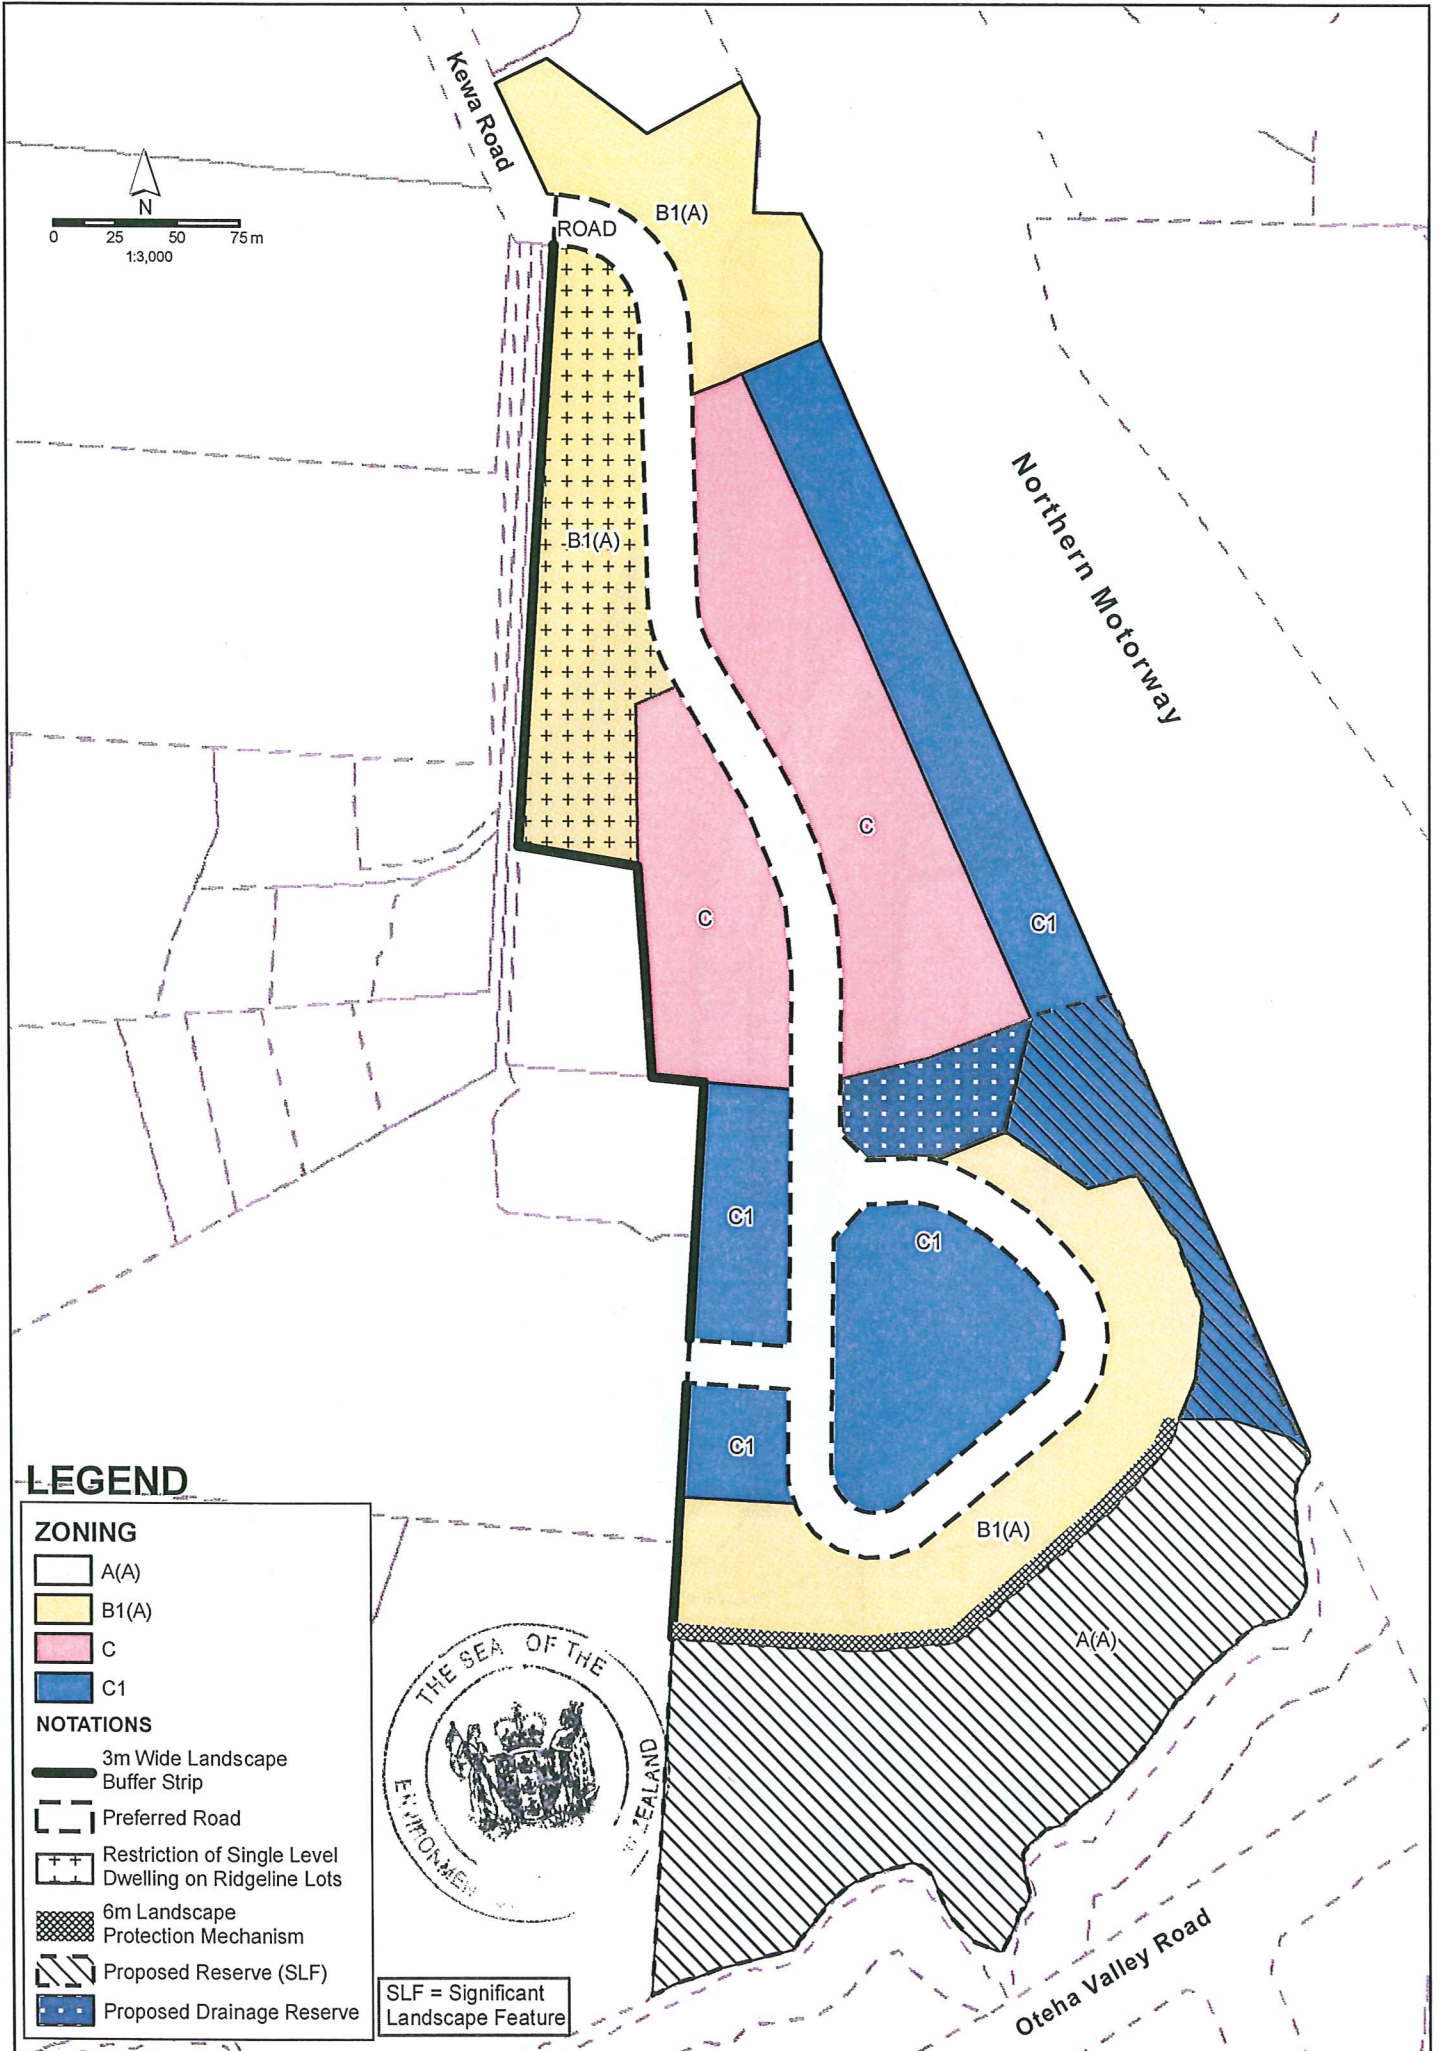 Kewa Road
N
0 25 50 75 m
1:3,000
ROAD
B1(A)
B1(A)
Northern Motorway
C
C
C1
C1
C1
C1
B1(A)
A(A)
Oteha Valley Road
LEGEND
ZONING
A(A)
B1(A)
C
C1
NOTATIONS
3m Wide Landscape
Buffer Strip
Preferred Road
Restriction of Single Level
Dwelling on Ridgeline Lots
6m Landscape
Protection Mechanism
Proposed Reserve (SLF)
Proposed Drainage Reserve
SLF = Significant
Landscape Feature
THE SEA OF THE
ZEALAND